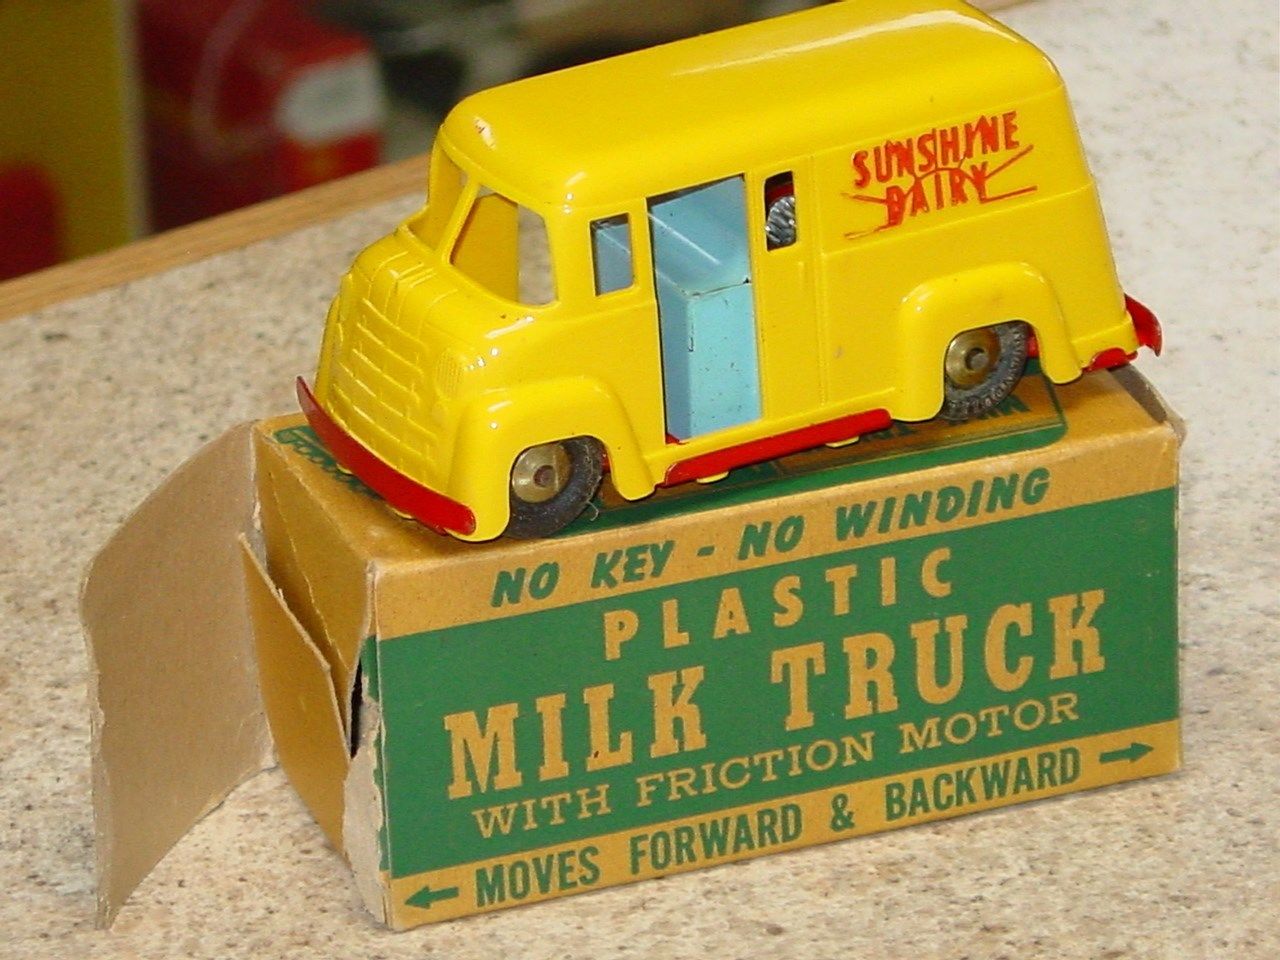 SUNSHINE
DAIRY
NO KEY - NO WINDING
PLASTIC
MILK TRUCK
WITH FRICTION MOTOR
← MOVES FORWARD & BACKWARD →